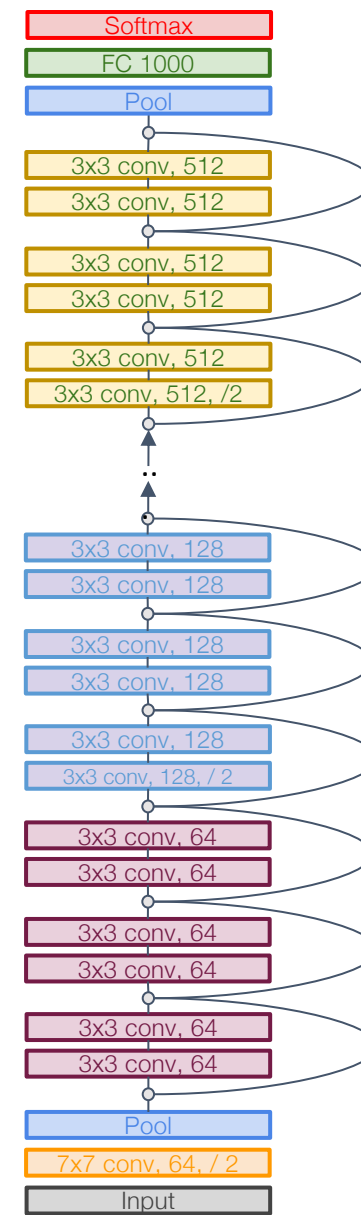 Softmax
FC 1000
Pool
3x3 conv, 512
3x3 conv, 512
3x3 conv, 512
3x3 conv, 512
3x3 conv, 512
3x3 conv, 512, /2
..
3x3 conv, 128
3x3 conv, 128
3x3 conv, 128
3x3 conv, 128
3x3 conv, 128
3x3 conv, 128, / 2
3x3 conv, 64
3x3 conv, 64
3x3 conv, 64
3x3 conv, 64
3x3 conv, 64
3x3 conv, 64
Pool
7x7 conv, 64, / 2
Input